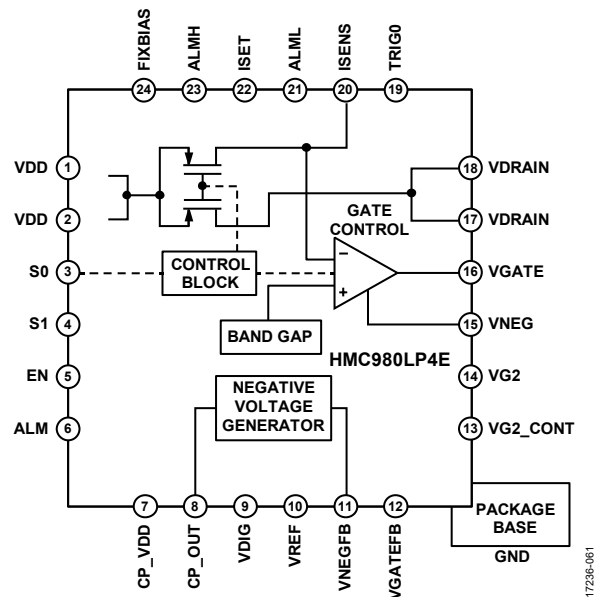 FIXBIAS
ALMH
ISET
ALML
ISENS
TRIG0
24
23
22
21
20
19
VDD 1
VDD 2
S0 3
S1 4
EN 5
ALM 6
18 VDRAIN
17 VDRAIN
16 VGATE
15 VNEG
14 VG2
13 VG2_CONT
GATE
CONTROL
–
+
CONTROL
BLOCK
BAND GAP
HMC980LP4E
NEGATIVE
VOLTAGE
GENERATOR
7
8
9
10
11
12
CP_VDD
CP_OUT
VDIG
VREF
VNEGFB
VGATEFB
PACKAGE
BASE
GND
17236-061